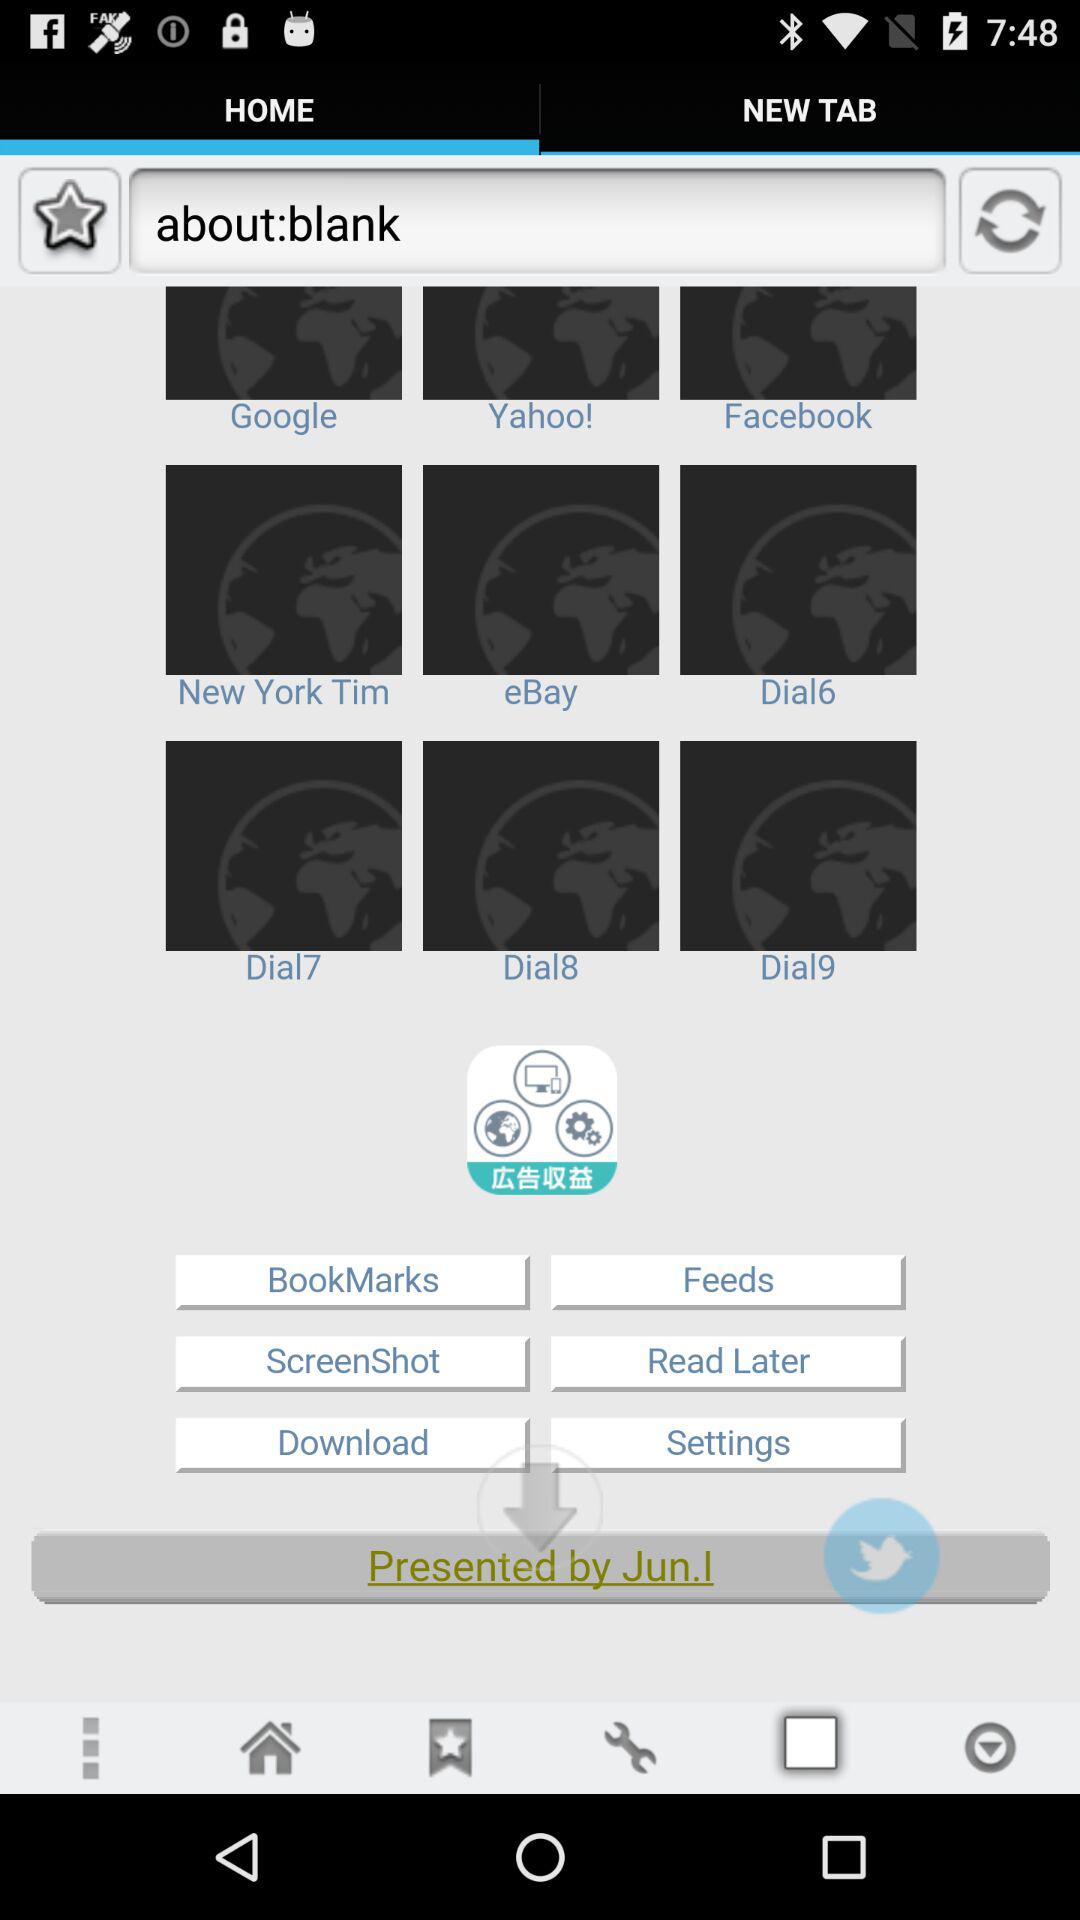 FAK 7:48
HOME NEW TAB
about:blank
Google Yahoo! Facebook
New York Tim eBay Dial6
Dial7 Dial8 Dial9
広告収益
BookMarks Feeds
ScreenShot Read Later
Download Settings
Presented by Jun.I